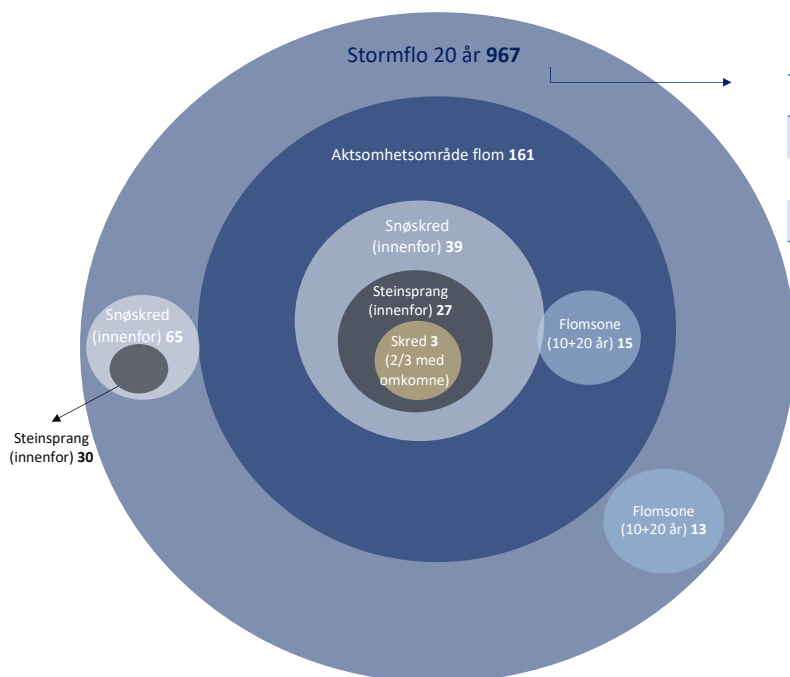 Stormflo 20 år 967
Aktsomhetsområde flom 161
Snøskred
(innenfor) 39
Steinsprang
(innenfor) 27
Skred 3
(2/3 med
omkomne)
Snøskred
(innenfor) 65
Flomsone
(10+20 år) 15
Steinsprang
(innenfor) 30
Flomsone
(10+20 år) 13